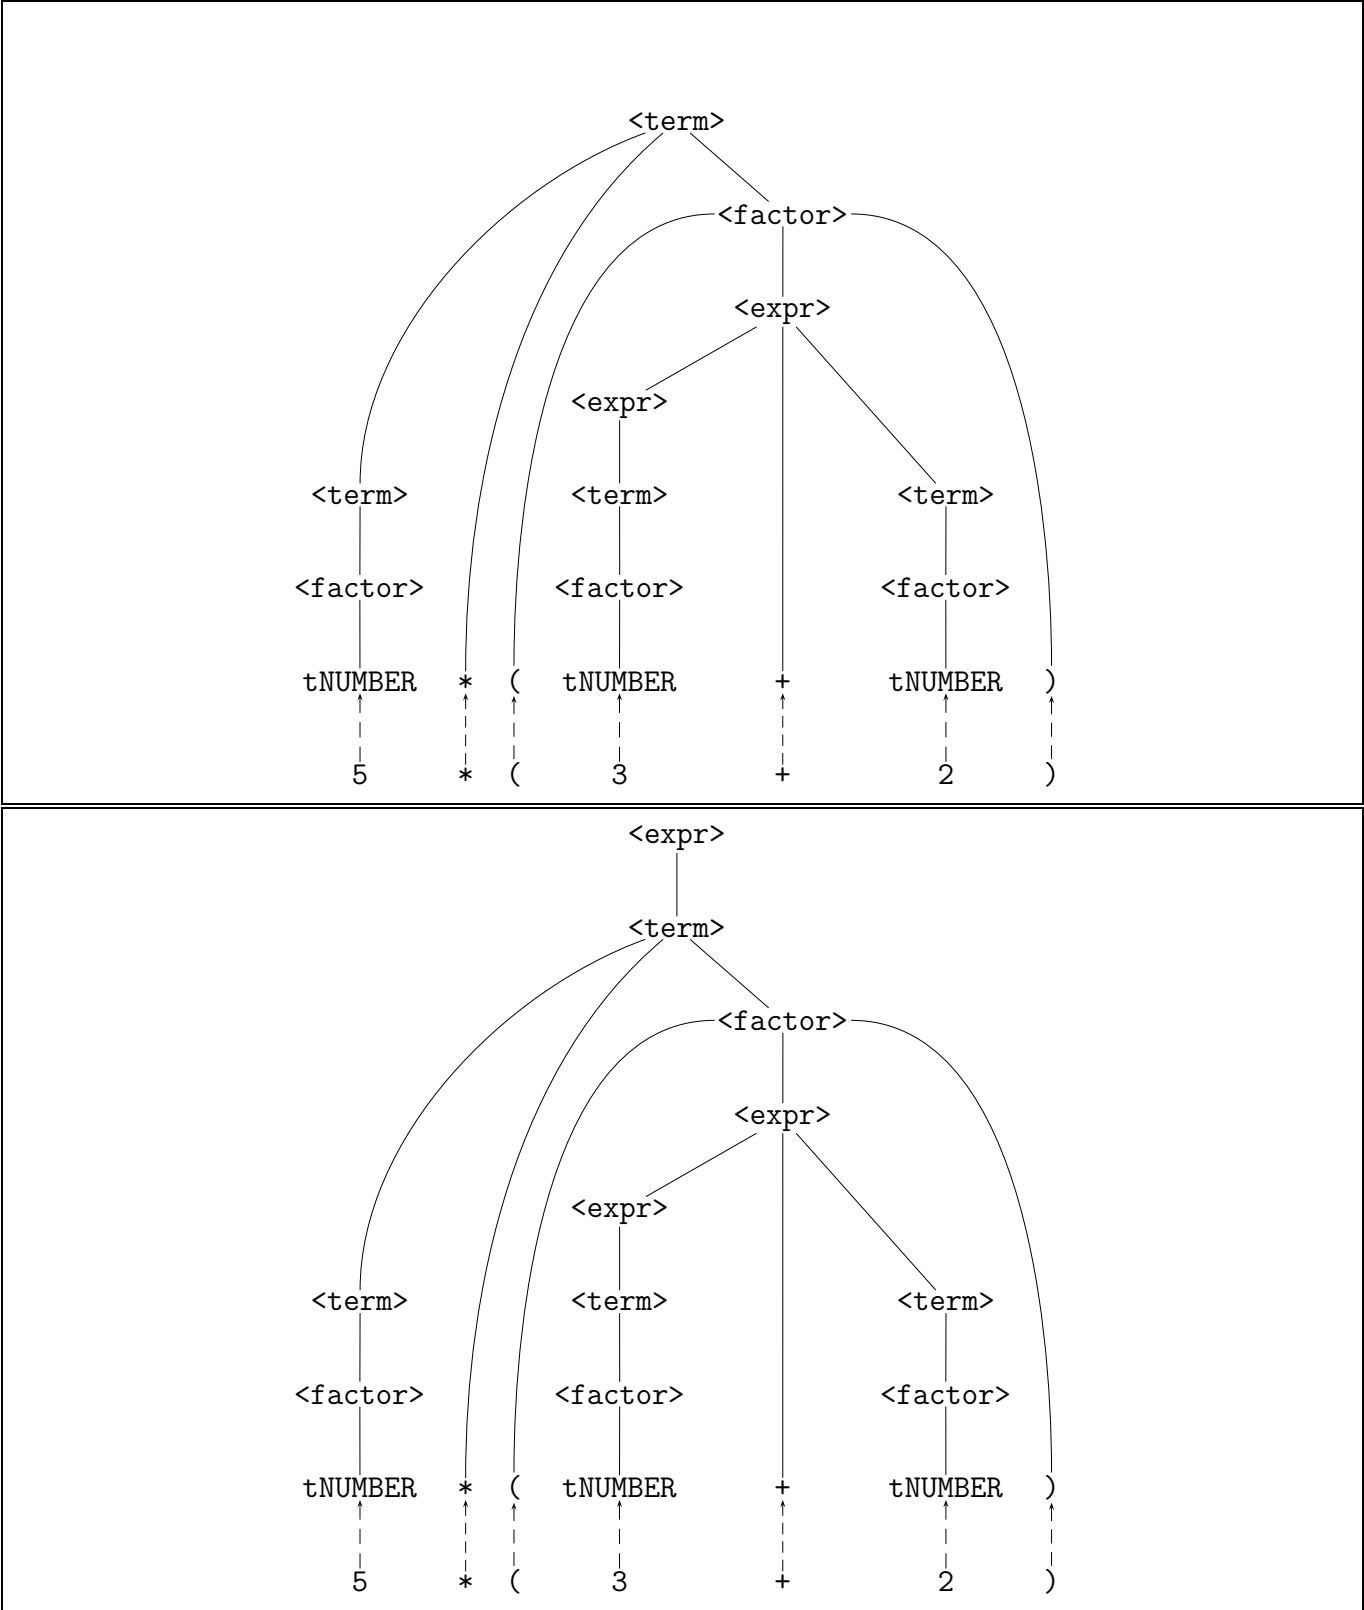 <term>
<factor>
<expr>
<expr>
<term> <term> <term>
<factor> <factor> <factor>
tNUMBER * ( tNUMBER + tNUMBER )
5 * ( 3 + 2 )
<expr>
<term>
<factor>
<expr>
<expr>
<term> <term> <term>
<factor> <factor> <factor>
tNUMBER * ( tNUMBER + tNUMBER )
5 * ( 3 + 2 )